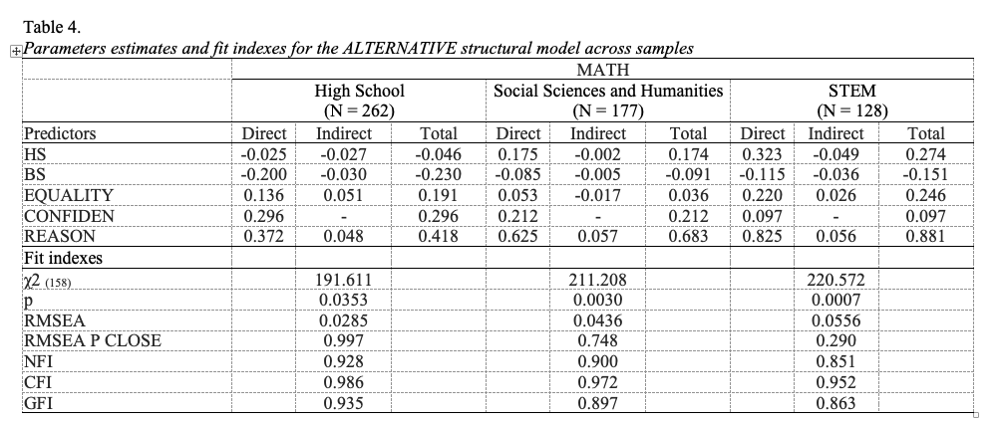 Table 4.
Parameters estimates and fit indexes for the ALTERNATIVE structural model across samples
MATH
High School Social Sciences and Humanities STEM
(N = 262) (N = 177) (N = 128)
Predictors Direct Indirect Total Direct Indirect Total Direct Indirect Total
HS -0.025 -0.027 -0.046 0.175 -0.002 0.174 0.323 -0.049 0.274
BS -0.200 -0.030 -0.230 -0.085 -0.005 -0.091 -0.115 -0.036 -0.151
EQUALITY 0.136 0.051 0.191 0.053 -0.017 0.036 0.220 0.026 0.246
CONFIDEN 0.296 - 0.296 0.212 - 0.212 0.097 - 0.097
REASON 0.372 0.048 0.418 0.625 0.057 0.683 0.825 0.056 0.881
Fit indexes
χ2 (158) 191.611 211.208 220.572
p 0.0353 0.0030 0.0007
RMSEA 0.0285 0.0436 0.0556
RMSEA P CLOSE 0.997 0.748 0.290
NFI 0.928 0.900 0.851
CFI 0.986 0.972 0.952
GFI 0.935 0.897 0.863